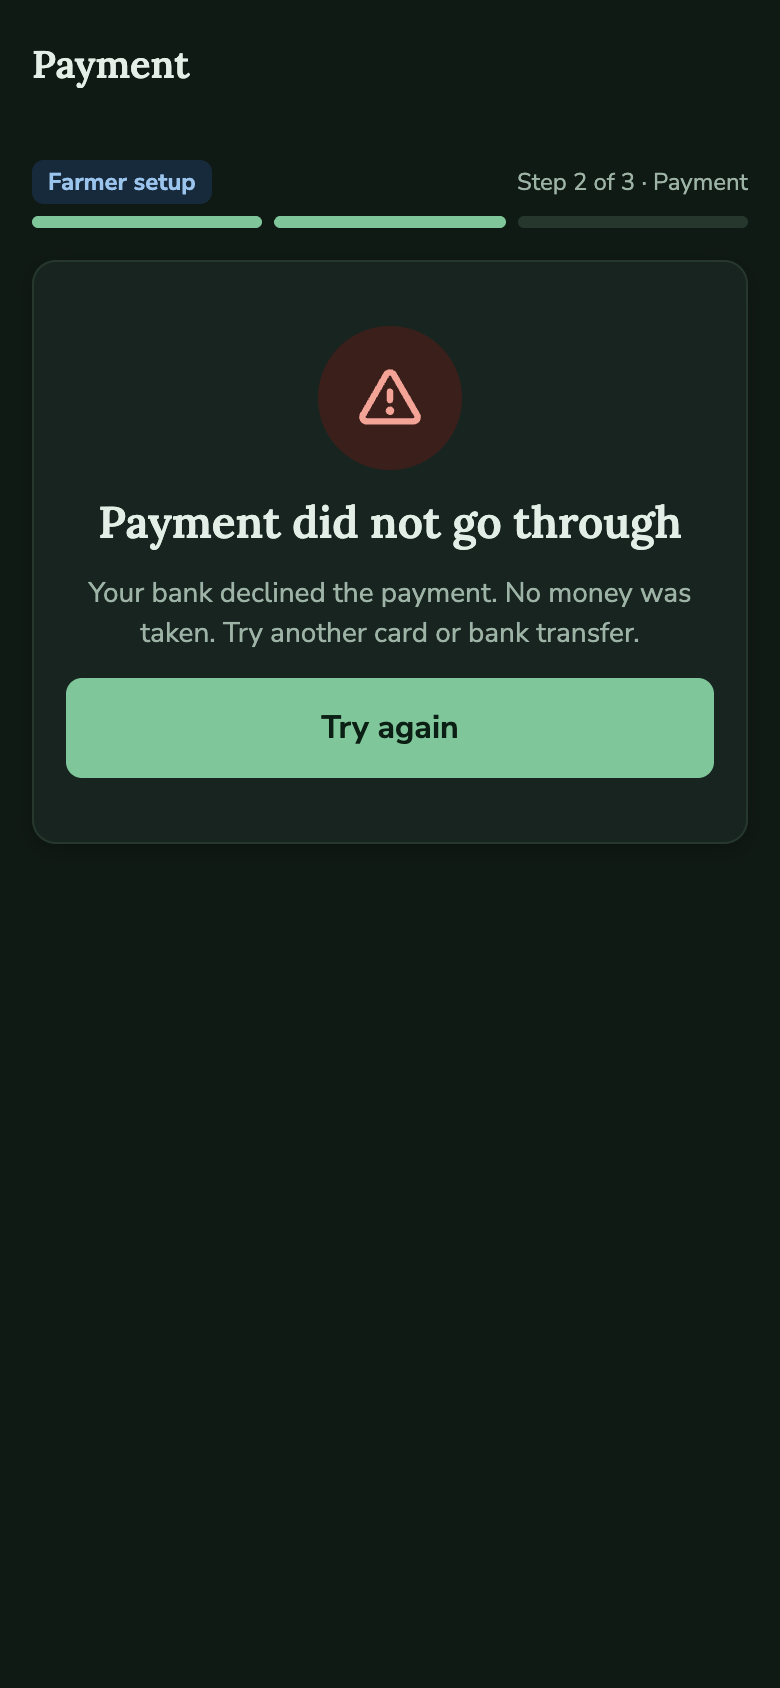 Payment
Farmer setup
Step 2 of 3 · Payment
Payment did not go through
Your bank declined the payment. No money was
taken. Try another card or bank transfer.
Try again